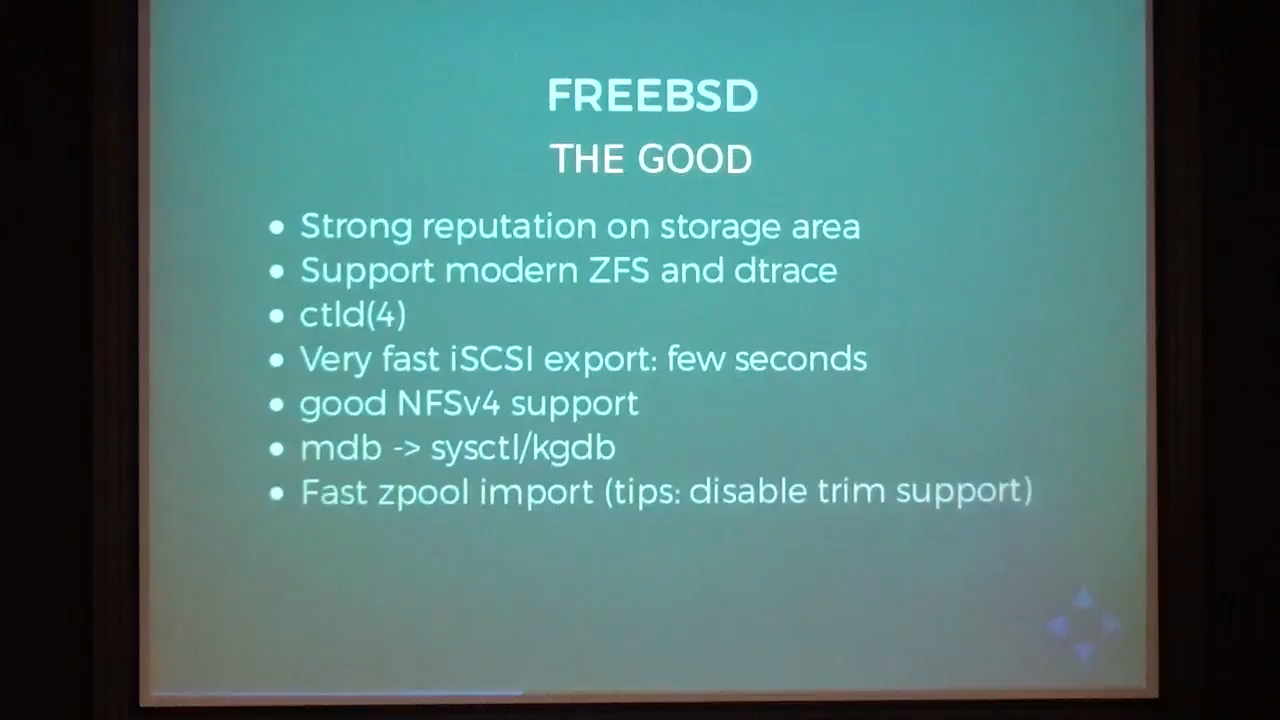 FREEBSD
THE GOOD
Strong reputation on storage area
Support modern ZFS and dtrace
ctld(4)
Very fast iSCSI export: few seconds
good NFSv4 support
mdb -> sysctl/kgdb
Fast zpool import (tips: disable trim support)